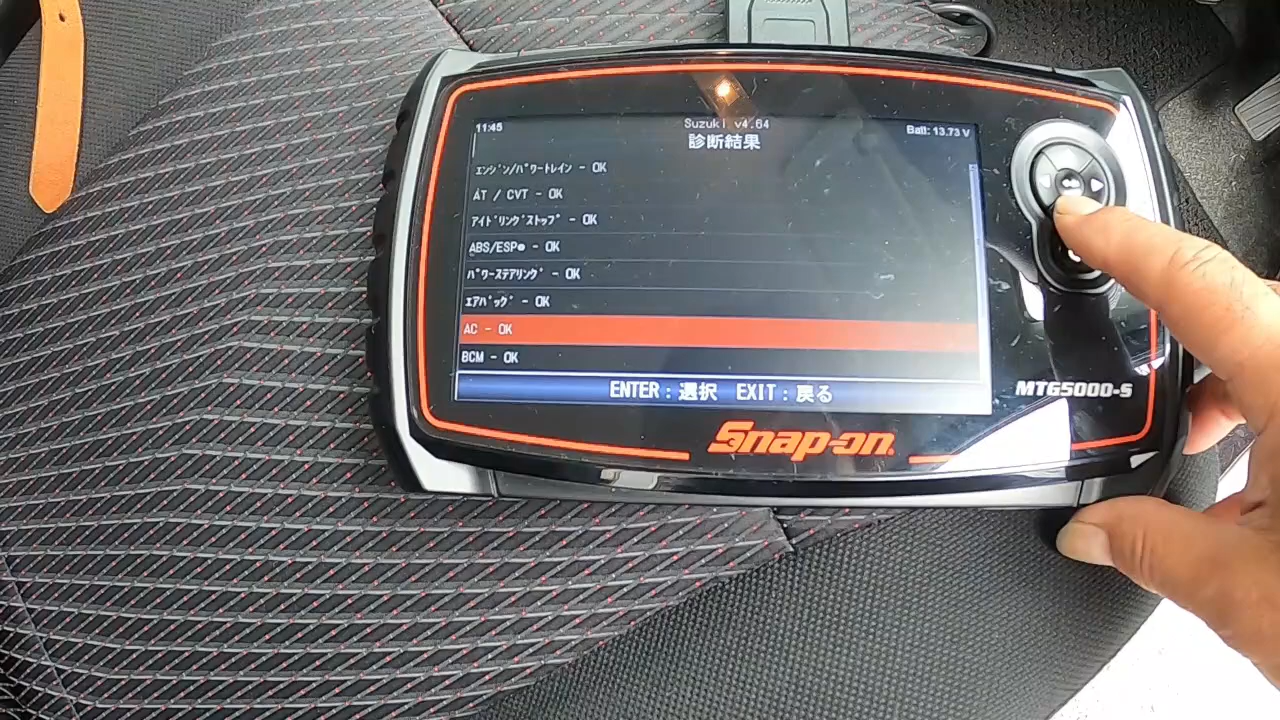 11:45
Suzuki v4.64
Batt: 13.73 V
診断結果
エンジン/パワートレイン - OK
AT / CVT - OK
アイドリングストップ - OK
ABS/ESP® - OK
パワーステアリング - OK
エアバッグ - OK
AC - OK
BCM - OK
ENTER：選択 EXIT：戻る
MTG5000-S
Snap-on